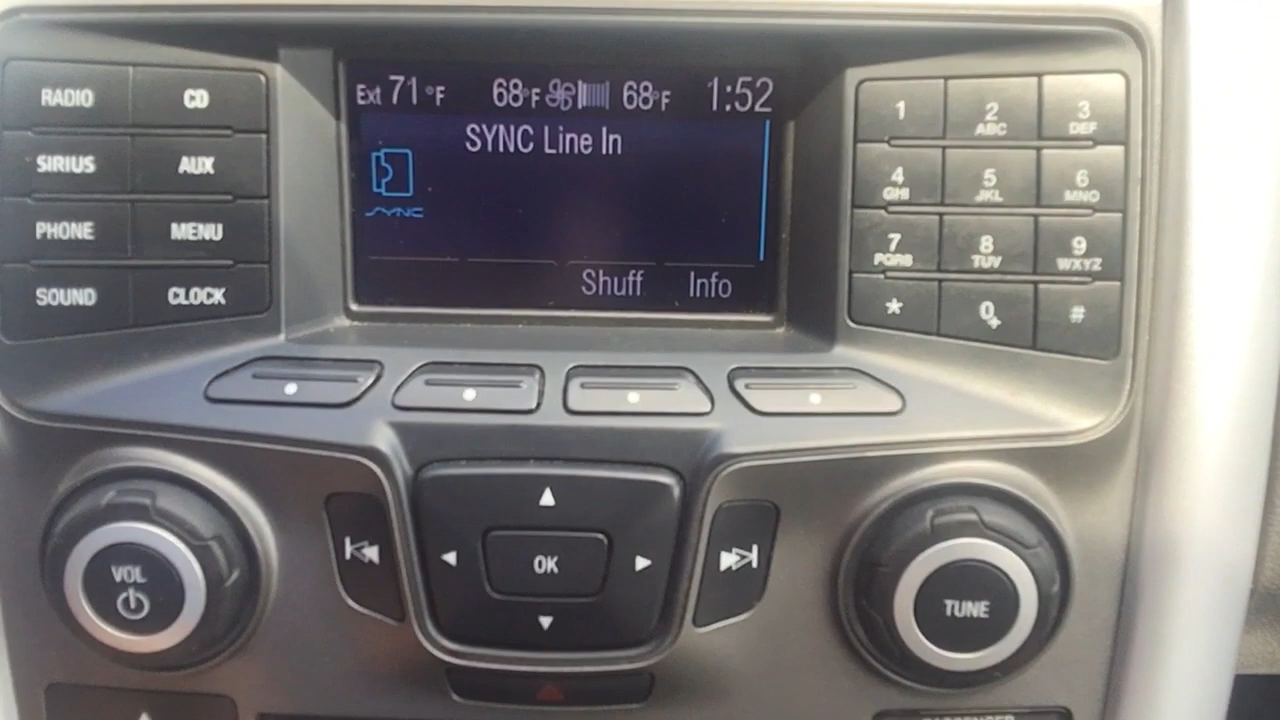 RADIO CD
SIRIUS AUX
PHONE MENU
SOUND CLOCK
Ext 71°F 68°F 68°F 1:52
SYNC Line In
SYNC
Shuff Info
1 2 ABC 3 DEF
4 GHI 5 JKL 6 MNO
7 PQRS 8 TUV 9 WXYZ
* 0+ #
VOL
OK
TUNE
PASSENGER